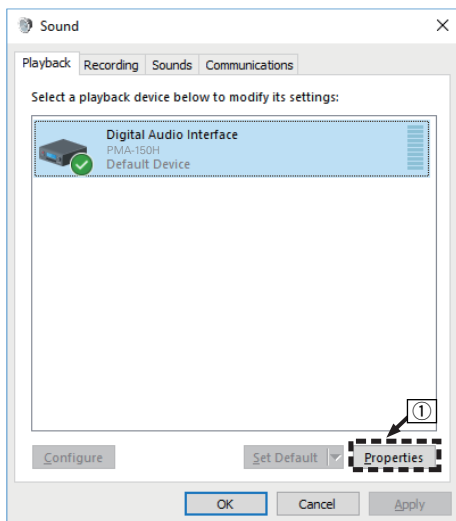 Sound
Playback Recording Sounds Communications
Select a playback device below to modify its settings:
Digital Audio Interface
PMA-150H
Default Device
①
Configure Set Default Properties
OK Cancel Apply